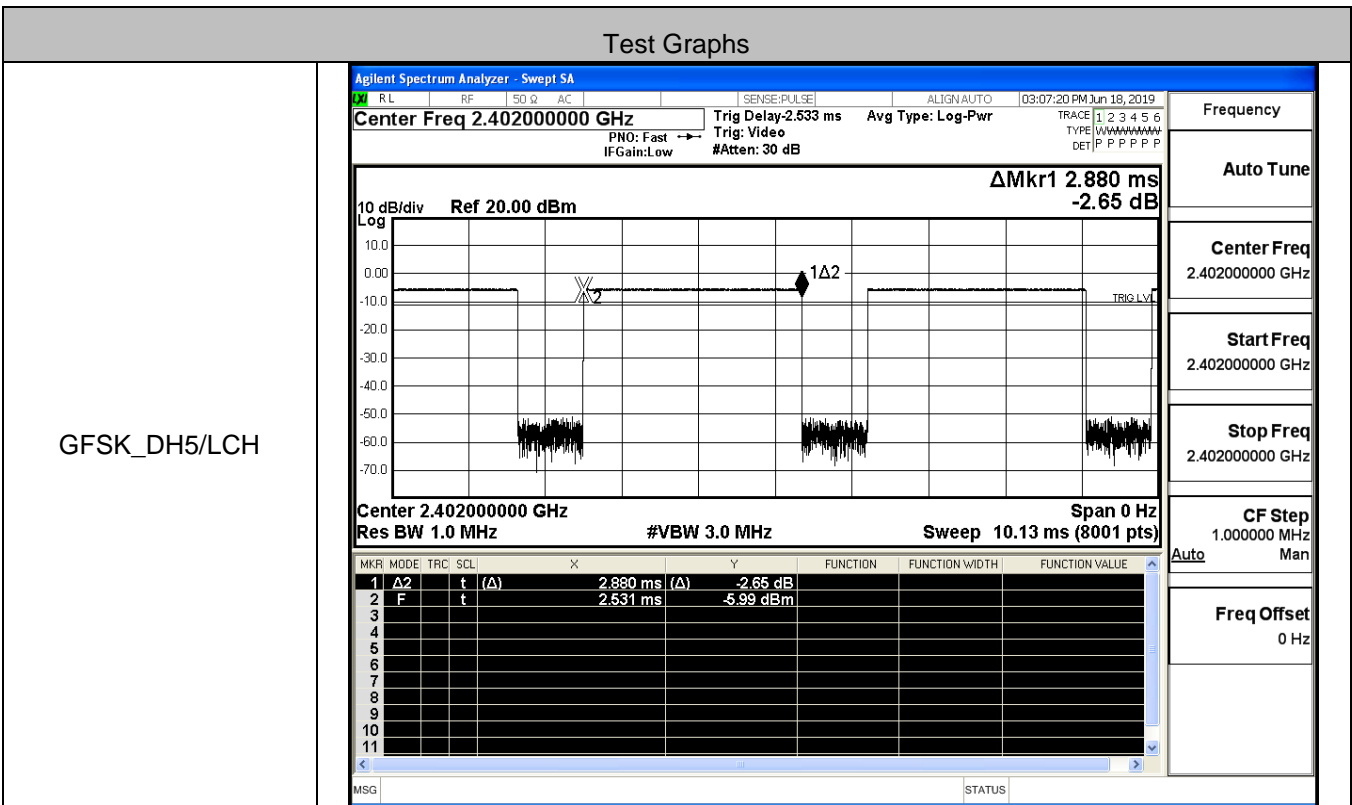 Test Graphs
GFSK_DH5/LCH
Agilent Spectrum Analyzer - Swept SA
LXI RL RF 50 Ω AC SENSE:PULSE ALIGN AUTO 03:07:20 PM Jun 18, 2019
Center Freq 2.402000000 GHz
PNO: Fast
IFGain:Low
Trig Delay-2.533 ms
Trig: Video
#Atten: 30 dB
Avg Type: Log-Pwr
TRACE 1 2 3 4 5 6
TYPE WWWWWW
DET P P P P P P
ΔMkr1 2.880 ms
-2.65 dB
10 dB/div Ref 20.00 dBm
Log
10.0
0.00
-10.0
-20.0
-30.0
-40.0
-50.0
-60.0
-70.0
1Δ2
2
TRIG LVL
Center 2.402000000 GHz Span 0 Hz
Res BW 1.0 MHz #VBW 3.0 MHz Sweep 10.13 ms (8001 pts)
MKR MODE TRC SCL X Y FUNCTION FUNCTION WIDTH FUNCTION VALUE
1 Δ2 t (Δ) 2.880 ms (Δ) -2.65 dB
2 F t 2.531 ms -5.99 dBm
3
4
5
6
7
8
9
10
11
MSG STATUS
Frequency
Auto Tune
Center Freq
2.402000000 GHz
Start Freq
2.402000000 GHz
Stop Freq
2.402000000 GHz
CF Step
1.000000 MHz
Auto Man
Freq Offset
0 Hz